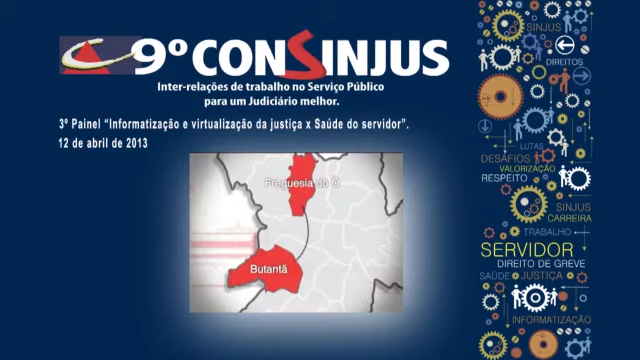 9º CONSINJUS
Inter-relações de trabalho no Serviço Público
para um Judiciário melhor.
3º Painel “Informatização e virtualização da justiça x Saúde do servidor”.
12 de abril de 2013
Freguesia do Ó
Butantã
SINJUS
DIREITOS
LUTAS
DESAFIOS
VALORIZAÇÃO
RESPEITO
SINJUS
CARREIRA
TRABALHO
SERVIDOR
DIREITO DE GREVE
SAÚDE JUSTIÇA
INFORMATIZAÇÃO